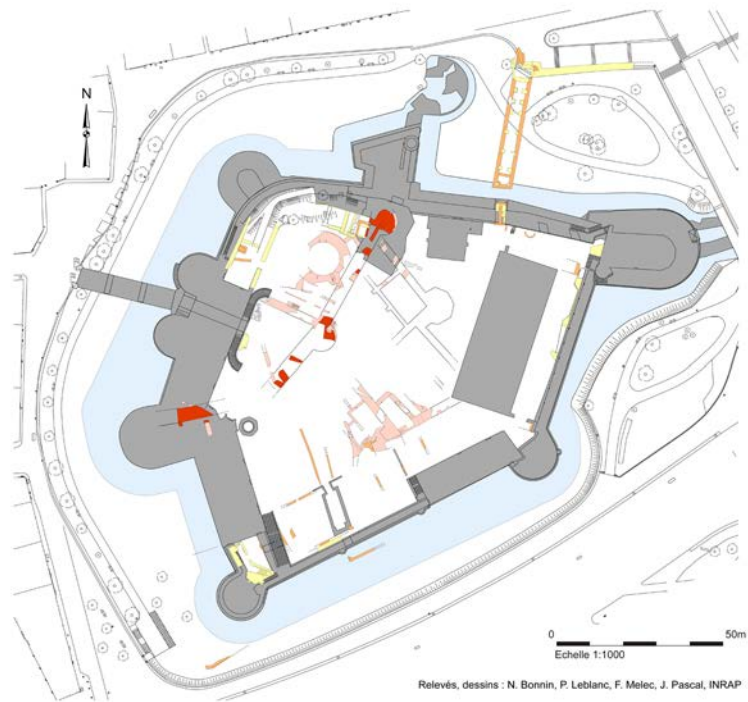 N
0 50m
Echelle 1:1000
Relevés, dessins : N. Bonnin, P. Leblanc, F. Melec, J. Pascal, INRAP